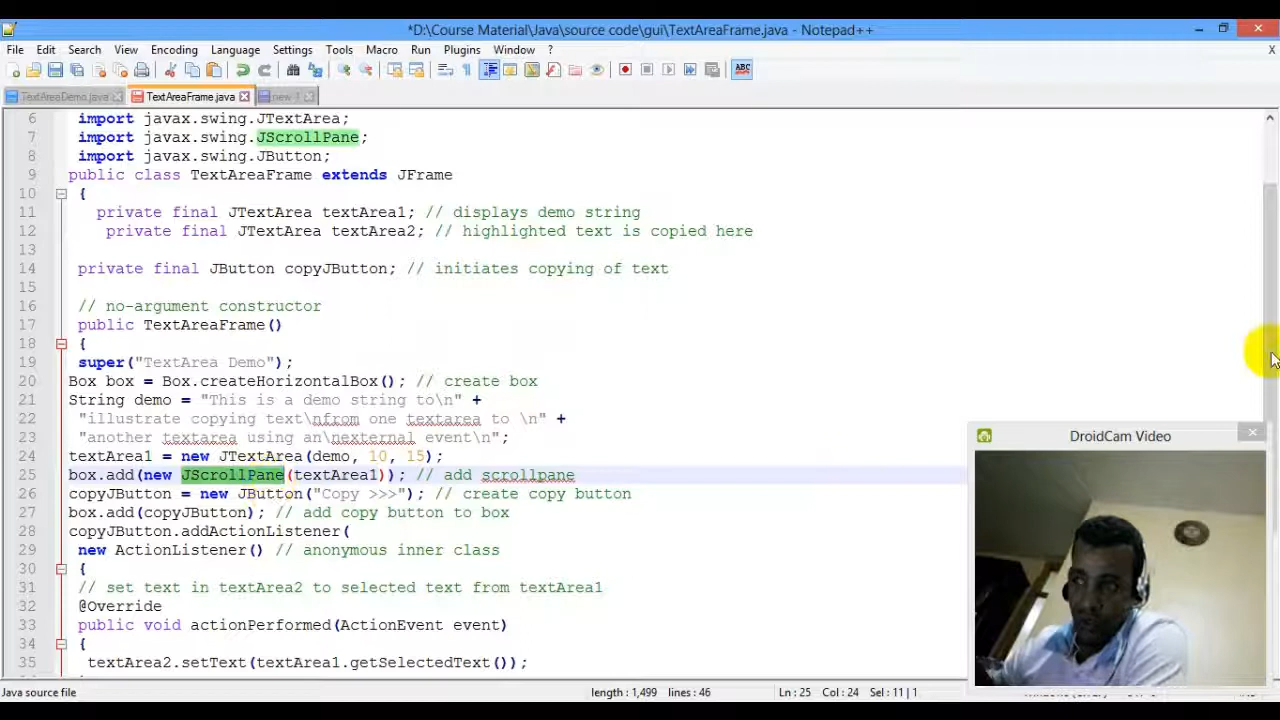 *D:\Course Material\Java\source code\gui\TextAreaFrame.java - Notepad++
File Edit Search View Encoding Language Settings Tools Macro Run Plugins Window ? X
TextAreaDemo.java TextAreaFrame.java new 1
6 import javax.swing.JTextArea;
7 import javax.swing.JScrollPane;
8 import javax.swing.JButton;
9 public class TextAreaFrame extends JFrame
10 {
11 private final JTextArea textArea1; // displays demo string
12 private final JTextArea textArea2; // highlighted text is copied here
13
14 private final JButton copyJButton; // initiates copying of text
15
16 // no-argument constructor
17 public TextAreaFrame()
18 {
19 super("TextArea Demo");
20 Box box = Box.createHorizontalBox(); // create box
21 String demo = "This is a demo string to\n" +
22 "illustrate copying text\nfrom one textarea to \n" +
23 "another textarea using an\nexternal event\n";
24 textArea1 = new JTextArea(demo, 10, 15);
25 box.add(new JScrollPane(textArea1)); // add scrollpane
26 copyJButton = new JButton("Copy >>>"); // create copy button
27 box.add(copyJButton); // add copy button to box
28 copyJButton.addActionListener(
29 new ActionListener() // anonymous inner class
30 {
31 // set text in textArea2 to selected text from textArea1
32 @Override
33 public void actionPerformed(ActionEvent event)
34 {
35 textArea2.setText(textArea1.getSelectedText());
DroidCam Video
Java source file length : 1,499 lines : 46 Ln : 25 Col : 24 Sel : 11 | 1